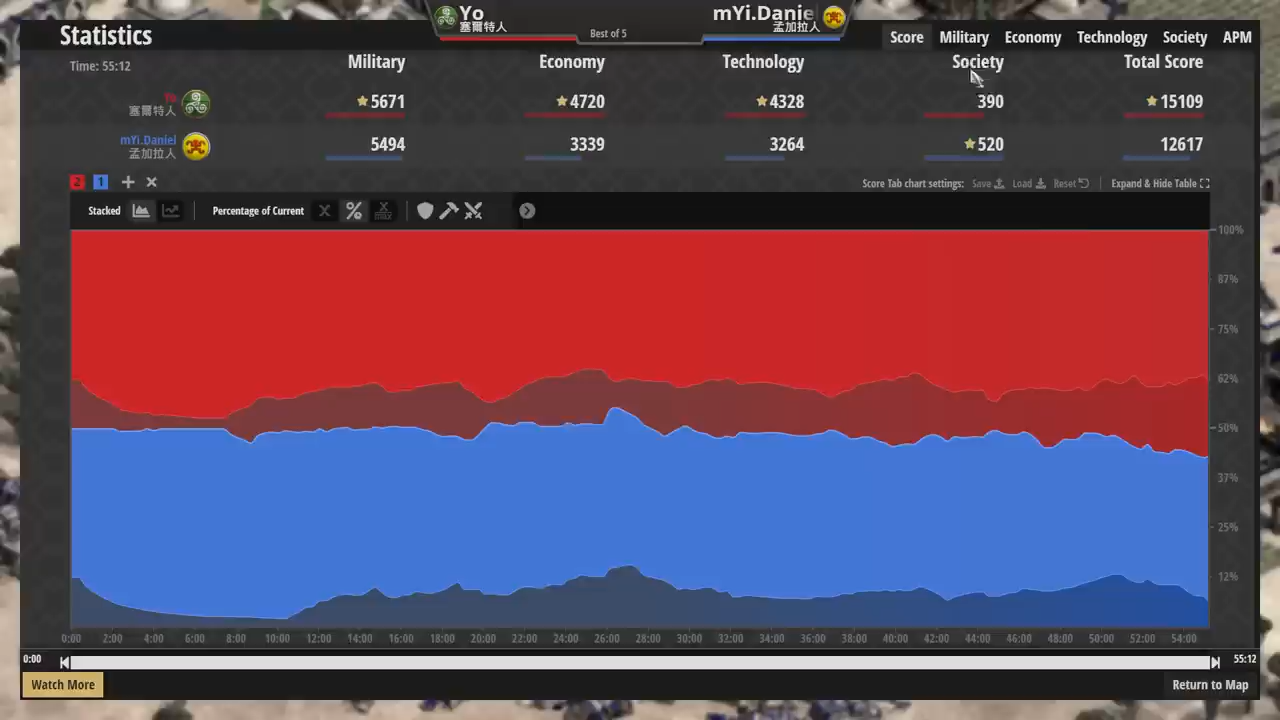 Yo
塞爾特人
Best of 5
mYi.Danie
孟加拉人
Statistics
Score Military Economy Technology Society APM
Time: 55:12
Military Economy Technology Society Total Score
Yo
塞爾特人
5671 4720 4328 390 15109
mYi.Daniel
孟加拉人
5494 3339 3264 520 12617
2 1
Score Tab chart settings: Save Load Reset Expand & Hide Table
Stacked Percentage of Current X % X max
100%
87%
75%
62%
50%
37%
25%
12%
0:00 2:00 4:00 6:00 8:00 10:00 12:00 14:00 16:00 18:00 20:00 22:00 24:00 26:00 28:00 30:00 32:00 34:00 36:00 38:00 40:00 42:00 44:00 46:00 48:00 50:00 52:00 54:00
0:00 55:12
Watch More Return to Map